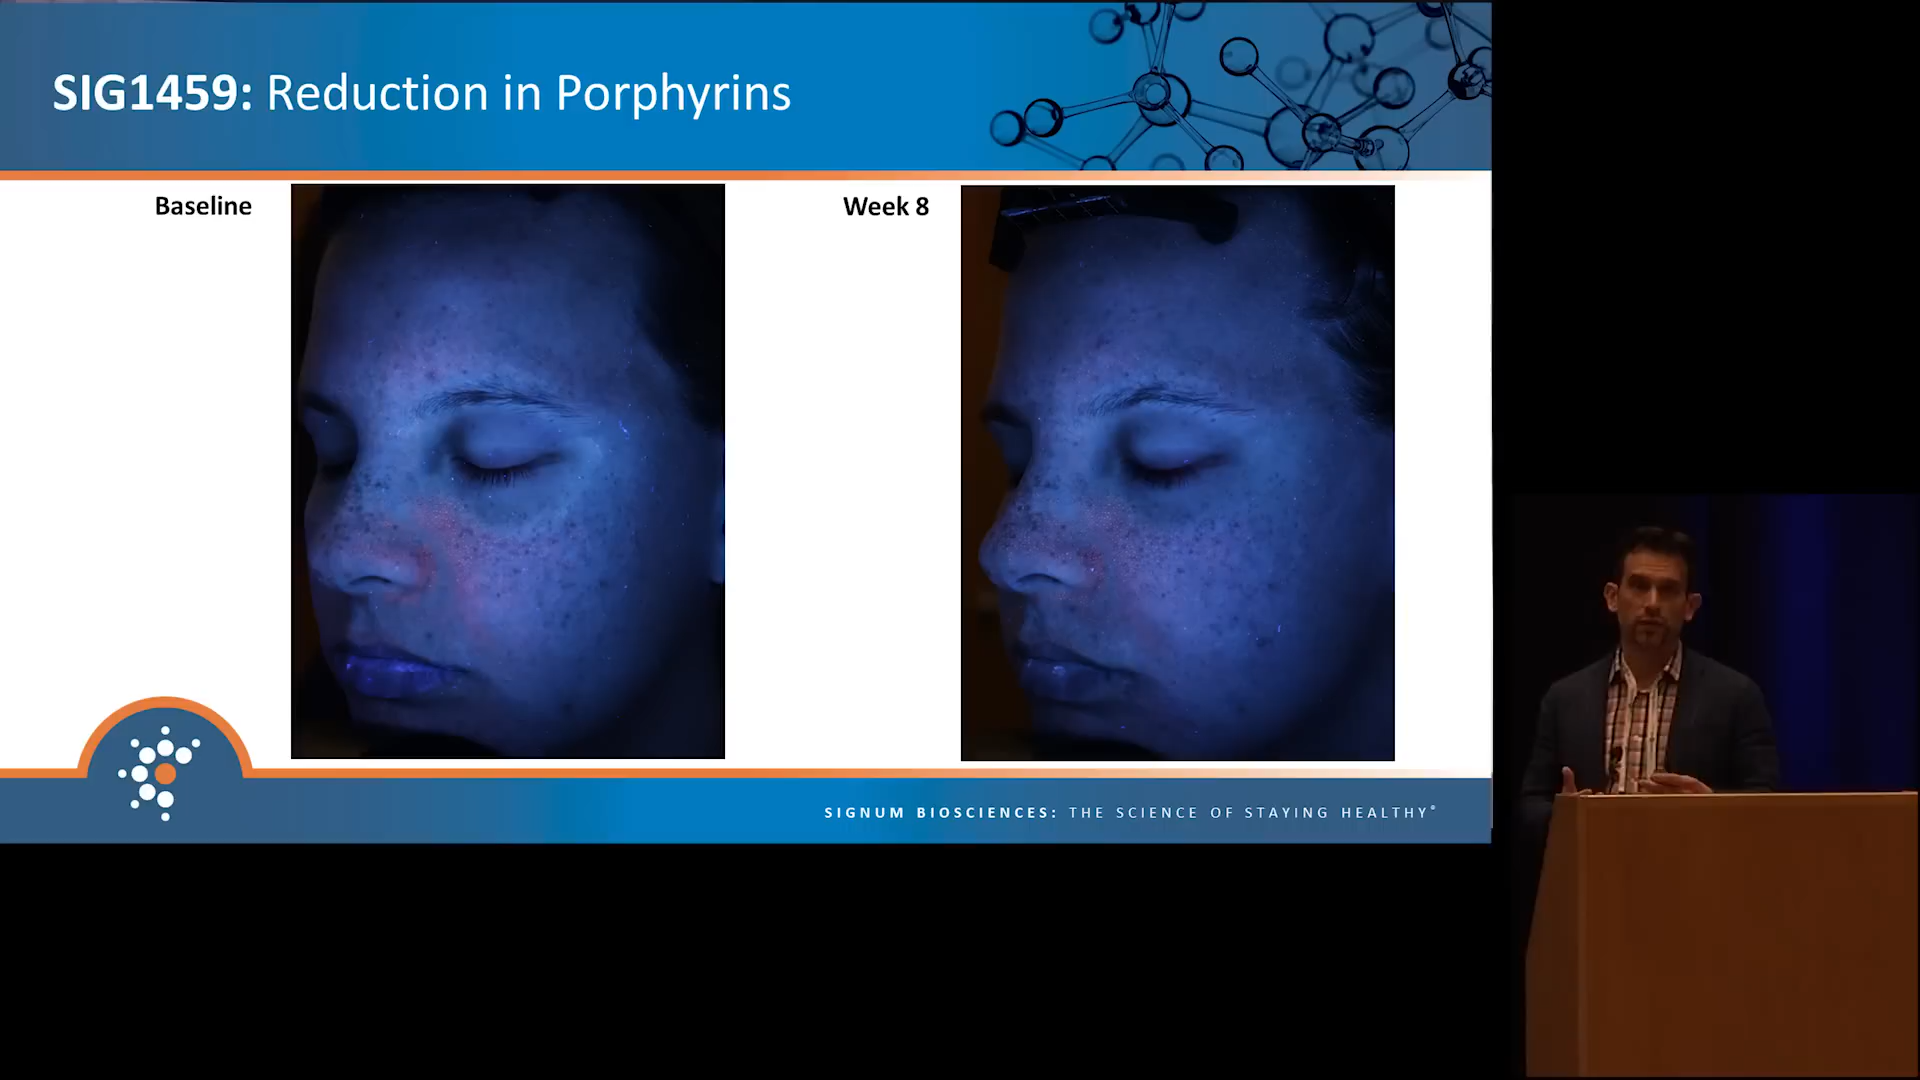 SIG1459: Reduction in Porphyrins
Baseline
Week 8
SIGNUM BIOSCIENCES: THE SCIENCE OF STAYING HEALTHY®